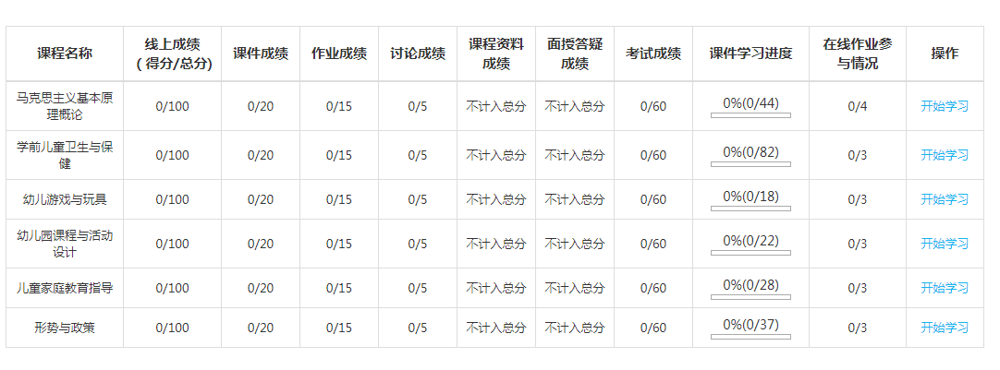 课程名称 线上成绩（得分/总分) 课件成绩 作业成绩 讨论成绩 课程资料成绩 面授答疑成绩 考试成绩 课件学习进度 在线作业参与情况 操作
马克思主义基本原理概论 0/100 0/20 0/15 0/5 不计入总分 不计入总分 0/60 0%(0/44) 0/4 开始学习
学前儿童卫生与保健 0/100 0/20 0/15 0/5 不计入总分 不计入总分 0/60 0%(0/82) 0/3 开始学习
幼儿游戏与玩具 0/100 0/20 0/15 0/5 不计入总分 不计入总分 0/60 0%(0/18) 0/3 开始学习
幼儿园课程与活动设计 0/100 0/20 0/15 0/5 不计入总分 不计入总分 0/60 0%(0/22) 0/3 开始学习
儿童家庭教育指导 0/100 0/20 0/15 0/5 不计入总分 不计入总分 0/60 0%(0/28) 0/3 开始学习
形势与政策 0/100 0/20 0/15 0/5 不计入总分 不计入总分 0/60 0%(0/37) 0/3 开始学习